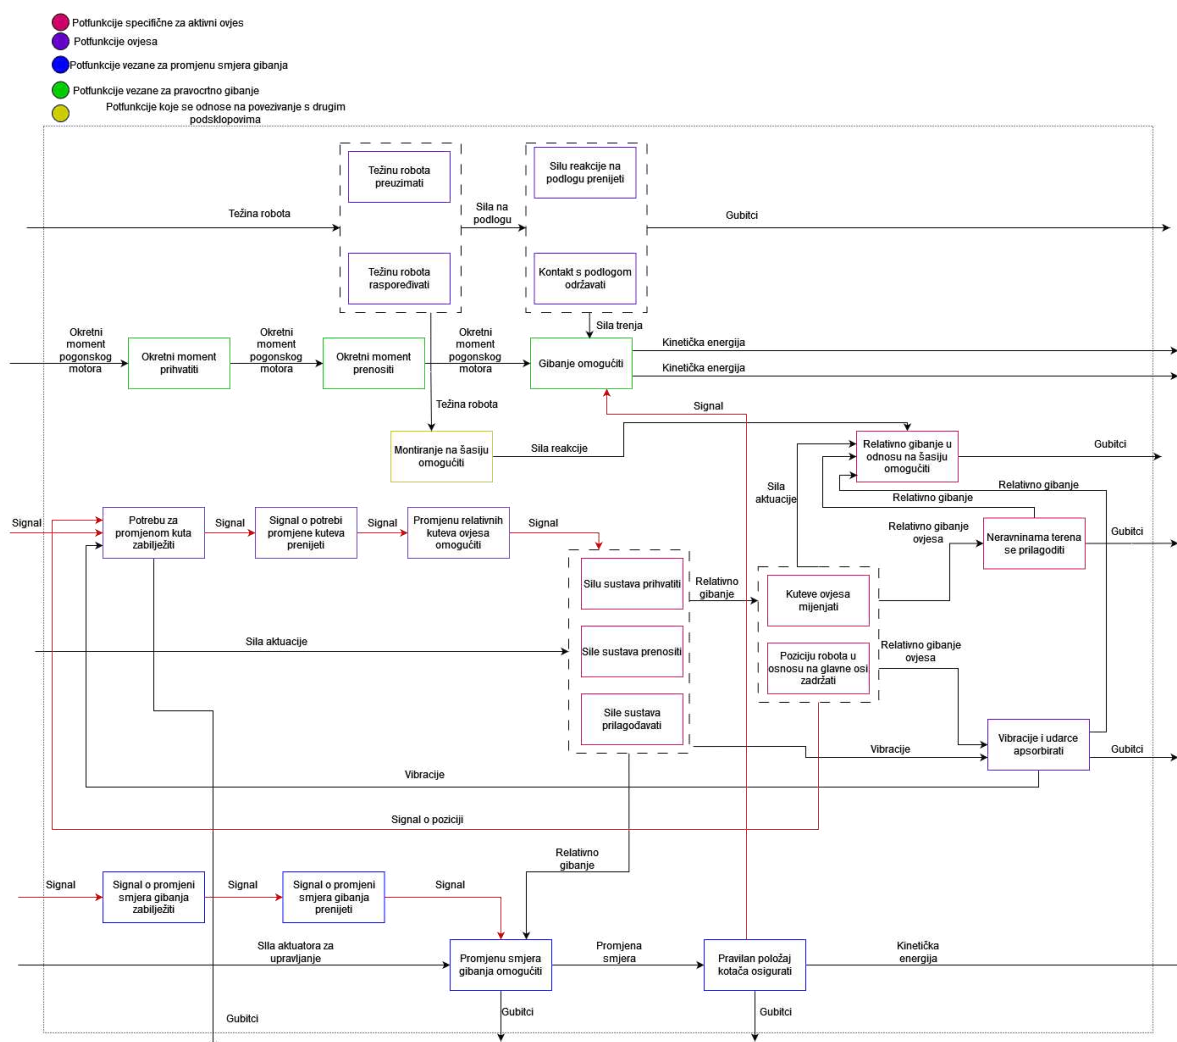 Potfunkcije specifične za aktivni ovjes
Potfunkcije ovjesa
Potfunkcije vezane za promjenu smjera gibanja
Potfunkcije vezane za pravocrtno gibanje
Potfunkcije koje se odnose na povezivanje s drugim
podsklopovima
Težinu robota
preuzimati
Silu reakcije na
podlogu prenijeti
Težina robota
Sila na
podlogu
Gubitci
Težinu robota
raspoređivati
Kontakt s podlogom
održavati
Sila trenja
Okretni
moment
pogonskog
motora
Okretni moment
prihvatiti
Okretni
moment
pogonskog
motora
Okretni moment
prenositi
Okretni
moment
pogonskog
motora
Gibanje omogućiti
Kinetička energija
Kinetička energija
Težina robota
Signal
Montiranje na šasiju
omogućiti
Sila reakcije
Relativno gibanje u
odnosu na šasiju
omogućiti
Gubitci
Sila
aktuacije
Relativno gibanje
Relativno gibanje
Signal
Potrebu za
promjenom kuta
zabilježiti
Signal
Signal o potrebi
promjene kuteva
prenijeti
Signal
Promjenu relativnih
kuteva ovjesa
omogućiti
Signal
Relativno gibanje
ovjesa
Neravninama terena
se prilagoditi
Gubitci
Silu sustava prihvatiti
Relativno
gibanje
Kuteve ovjesa
mijenjati
Sila aktuacije
Sile sustava prenositi
Poziciju robota u
osnosu na glavne osi
zadržati
Relativno gibanje
ovjesa
Sile sustava
prilagođavati
Vibracije
Vibracije i udarce
apsorbirati
Gubitci
Vibracije
Signal o poziciji
Relativno
gibanje
Signal
Signal o promjeni
smjera gibanja
zabilježiti
Signal
Signal o promjeni
smjera gibanja
prenijeti
Signal
SIla aktuatora za
upravljanje
Promjenu smjera
gibanja omogućiti
Promjena
smjera
Pravilan položaj
kotača osigurati
Kinetička
energija
Gubitci
Gubitci
Gubitci